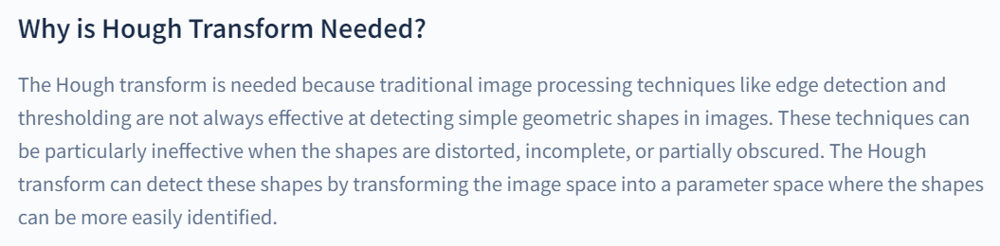 Why is Hough Transform Needed?
The Hough transform is needed because traditional image processing techniques like edge detection and
thresholding are not always effective at detecting simple geometric shapes in images. These techniques can
be particularly ineffective when the shapes are distorted, incomplete, or partially obscured. The Hough
transform can detect these shapes by transforming the image space into a parameter space where the shapes
can be more easily identified.